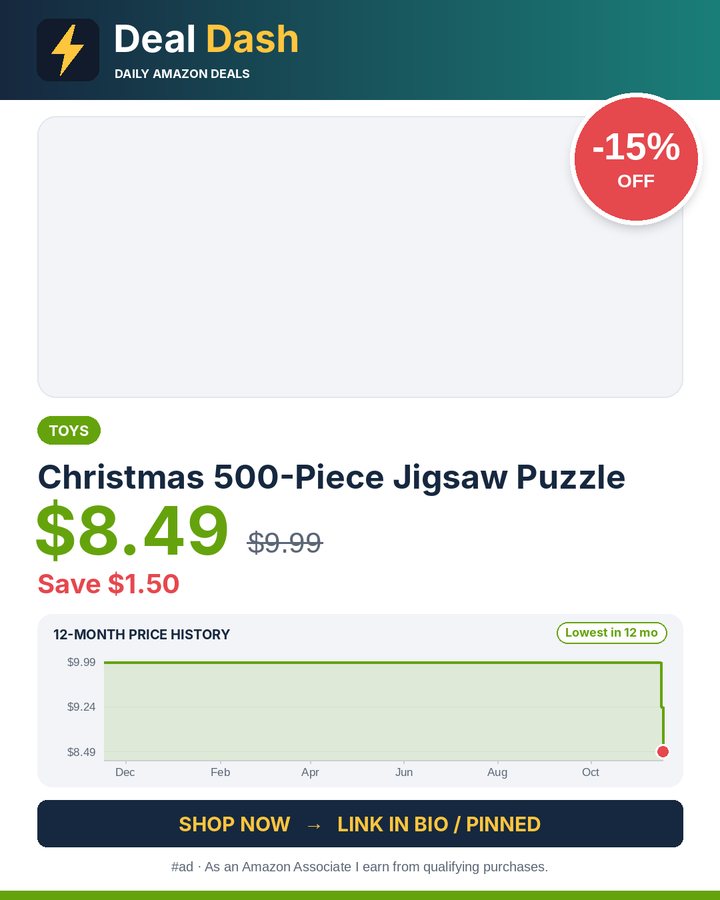 Deal Dash
DAILY AMAZON DEALS
-15%
OFF
TOYS
Christmas 500-Piece Jigsaw Puzzle
$8.49 $9.99
Save $1.50
12-MONTH PRICE HISTORY
Lowest in 12 mo
$9.99
$9.24
$8.49
Dec Feb Apr Jun Aug Oct
SHOP NOW → LINK IN BIO / PINNED
#ad · As an Amazon Associate I earn from qualifying purchases.